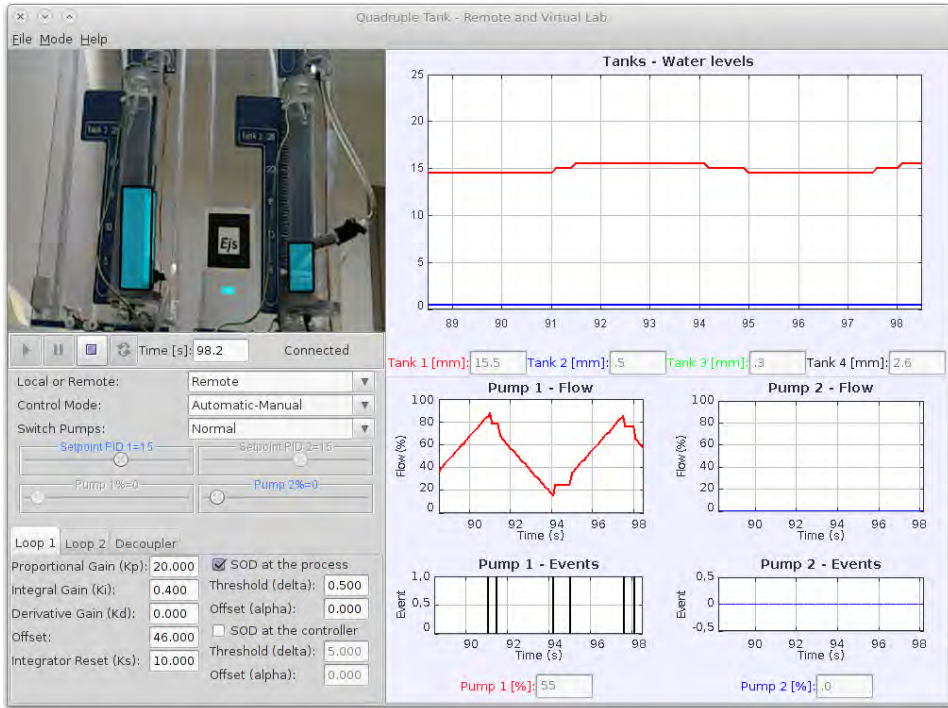 Quadruple Tank - Remote and Virtual Lab
File Mode Help
Ejs
Time [s]: 98.2 Connected
Local or Remote: Remote
Control Mode: Automatic-Manual
Switch Pumps: Normal
Setpoint PID 1=15 Setpoint PID 2=15
Pump 1%=0 Pump 2%=0
Loop 1 Loop 2 Decoupler
Proportional Gain (Kp): 20.000
Integral Gain (Ki): 0.400
Derivative Gain (Kd): 0.000
Offset: 46.000
Integrator Reset (Ks): 10.000
SOD at the process
Threshold (delta): 0.500
Offset (alpha): 0.000
SOD at the controller
Threshold (delta): 5.000
Offset (alpha): 0.000
Tanks - Water levels
25
20
15
10
5
0
89 90 91 92 93 94 95 96 97 98
Tank 1 [mm]: 15.5 Tank 2 [mm]: .5 Tank 3 [mm]: .3 Tank 4 [mm]: 2.6
Pump 1 - Flow
Flow (%)
100
80
60
40
20
0
90 92 94 96 98
Time (s)
Pump 2 - Flow
Flow (%)
100
80
60
40
20
0
90 92 94 96 98
Time (s)
Pump 1 - Events
Event
1,0
0,5
0
90 92 94 96 98
Time (s)
Pump 2 - Events
Event
0,5
0
-0,5
90 92 94 96 98
Time (s)
Pump 1 [%]: 55 Pump 2 [%]: .0